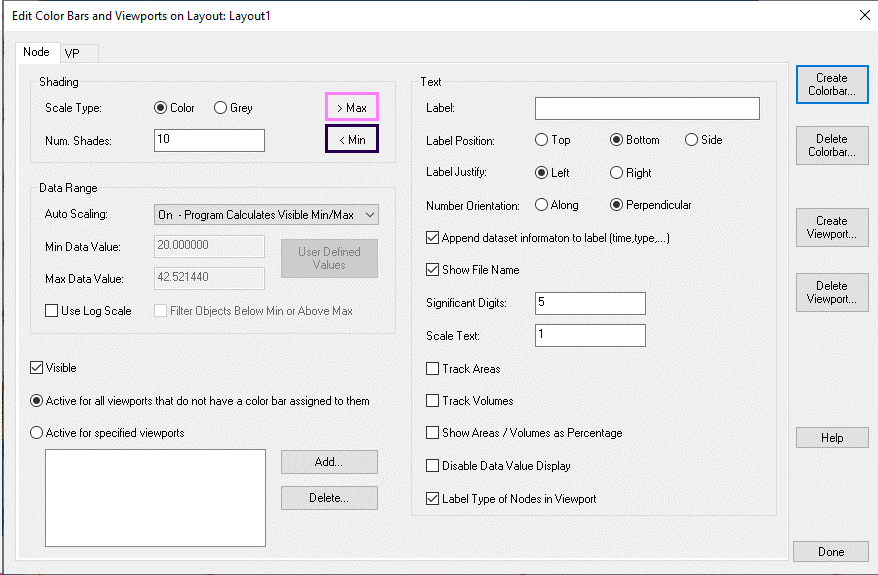 Edit Color Bars and Viewports on Layout: Layout1
Node
VP
Shading
Scale Type:
Color
Grey
> Max
Num. Shades:
10
< Min
Data Range
Auto Scaling:
On  - Program Calculates Visible Min/Max
Min Data Value:
20.000000
Max Data Value:
42.521440
User Defined
Values
Use Log Scale
Filter Objects Below Min or Above Max
Visible
Active for all viewports that do not have a color bar assigned to them
Active for specified viewports
Add...
Delete...
Text
Label:
Label Position:
Top
Bottom
Side
Label Justify:
Left
Right
Number Orientation:
Along
Perpendicular
Append dataset informaton to label (time,type,...)
Show File Name
Significant Digits:
5
Scale Text:
1
Track Areas
Track Volumes
Show Areas / Volumes as Percentage
Disable Data Value Display
Label Type of Nodes in Viewport
Create
Colorbar...
Delete
Colorbar...
Create
Viewport...
Delete
Viewport...
Help
Done